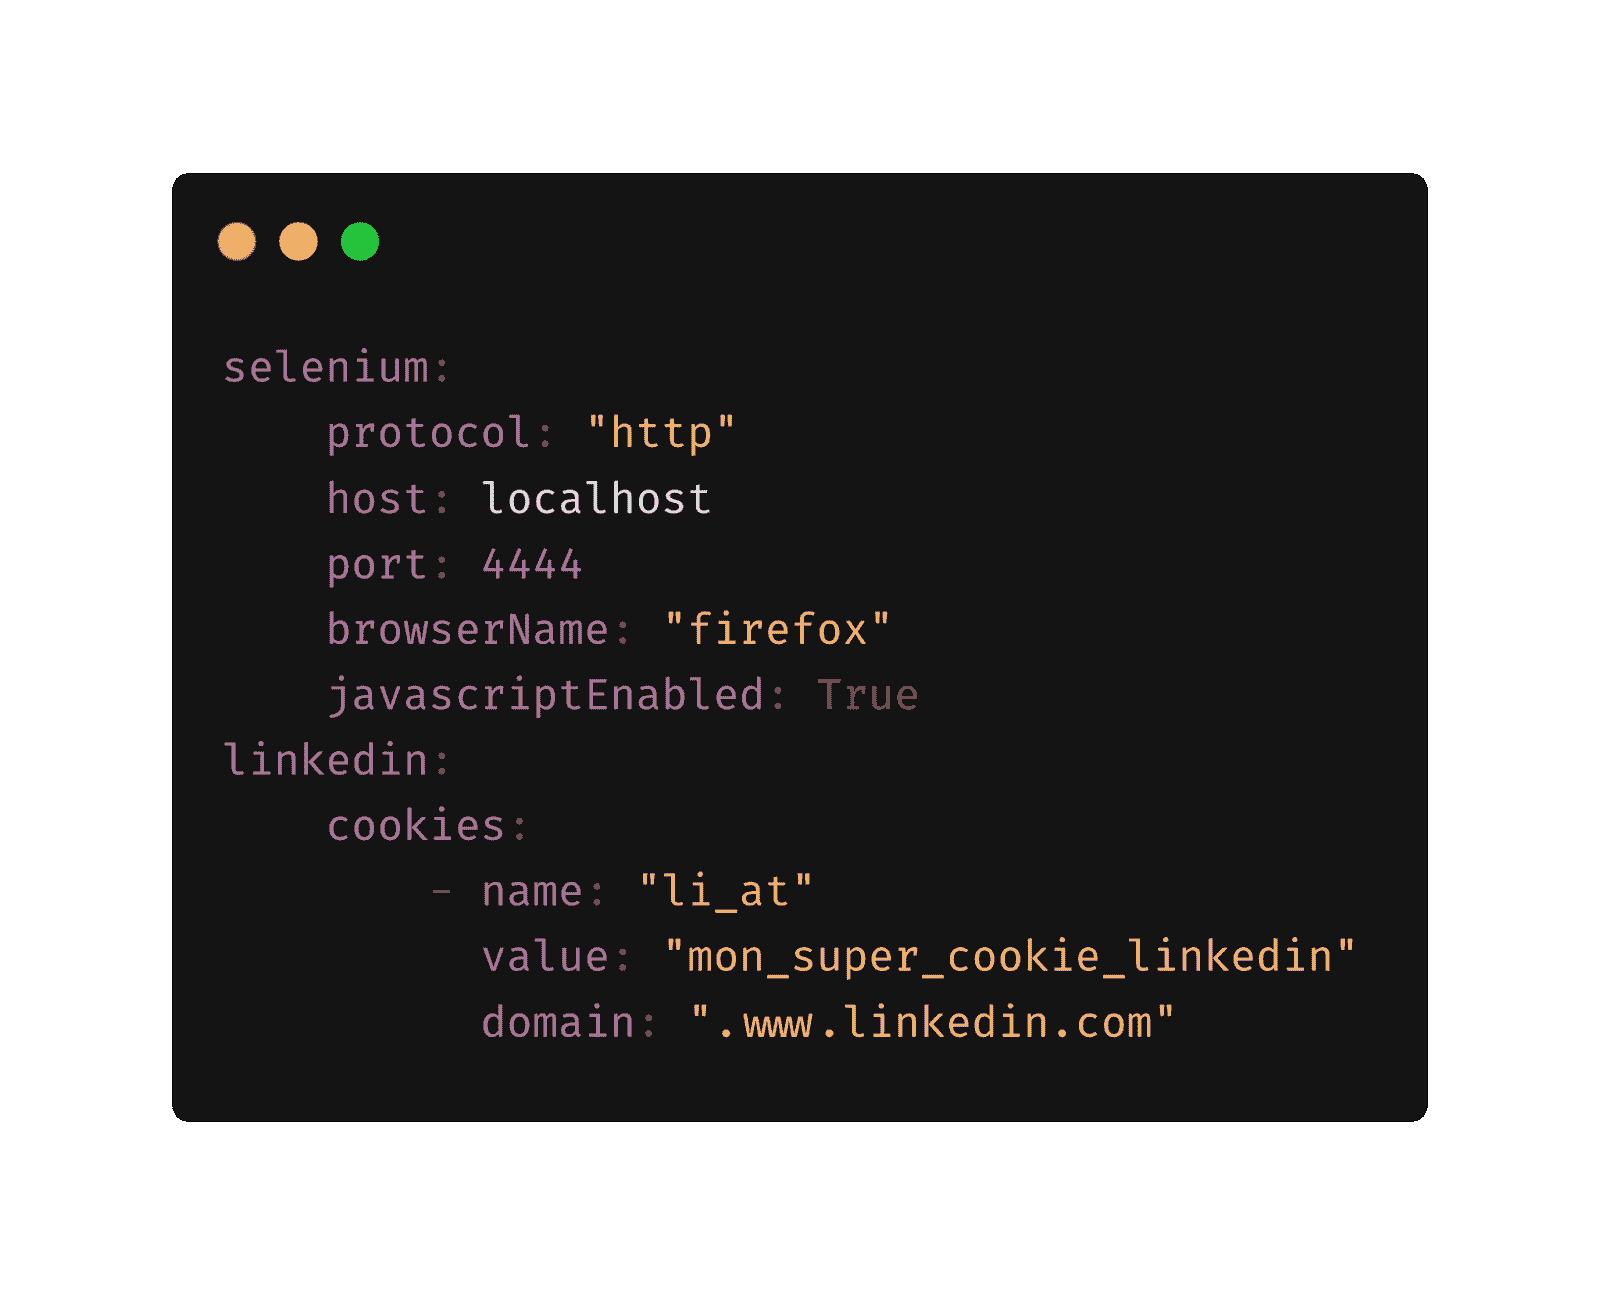 selenium:
    protocol: "http"
    host: localhost
    port: 4444
    browserName: "firefox"
    javascriptEnabled: True
linkedin:
    cookies:
        - name: "li_at"
          value: "mon_super_cookie_linkedin"
          domain: ".www.linkedin.com"